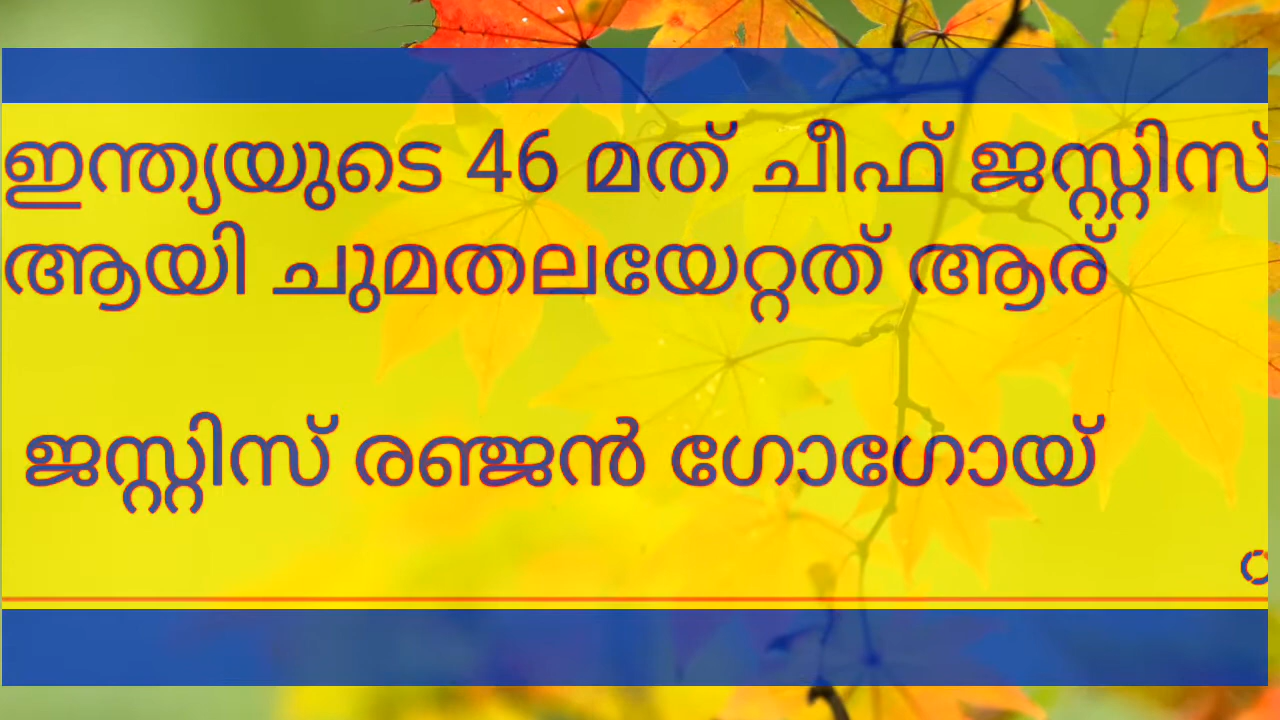 ഇന്ത്യയുടെ 46 മത് ചീഫ് ജസ്റ്റിസ്
ആയി ചുമതലയേറ്റത് ആര്
ജസ്റ്റിസ് രഞ്ജൻ ഗോഗോയ്